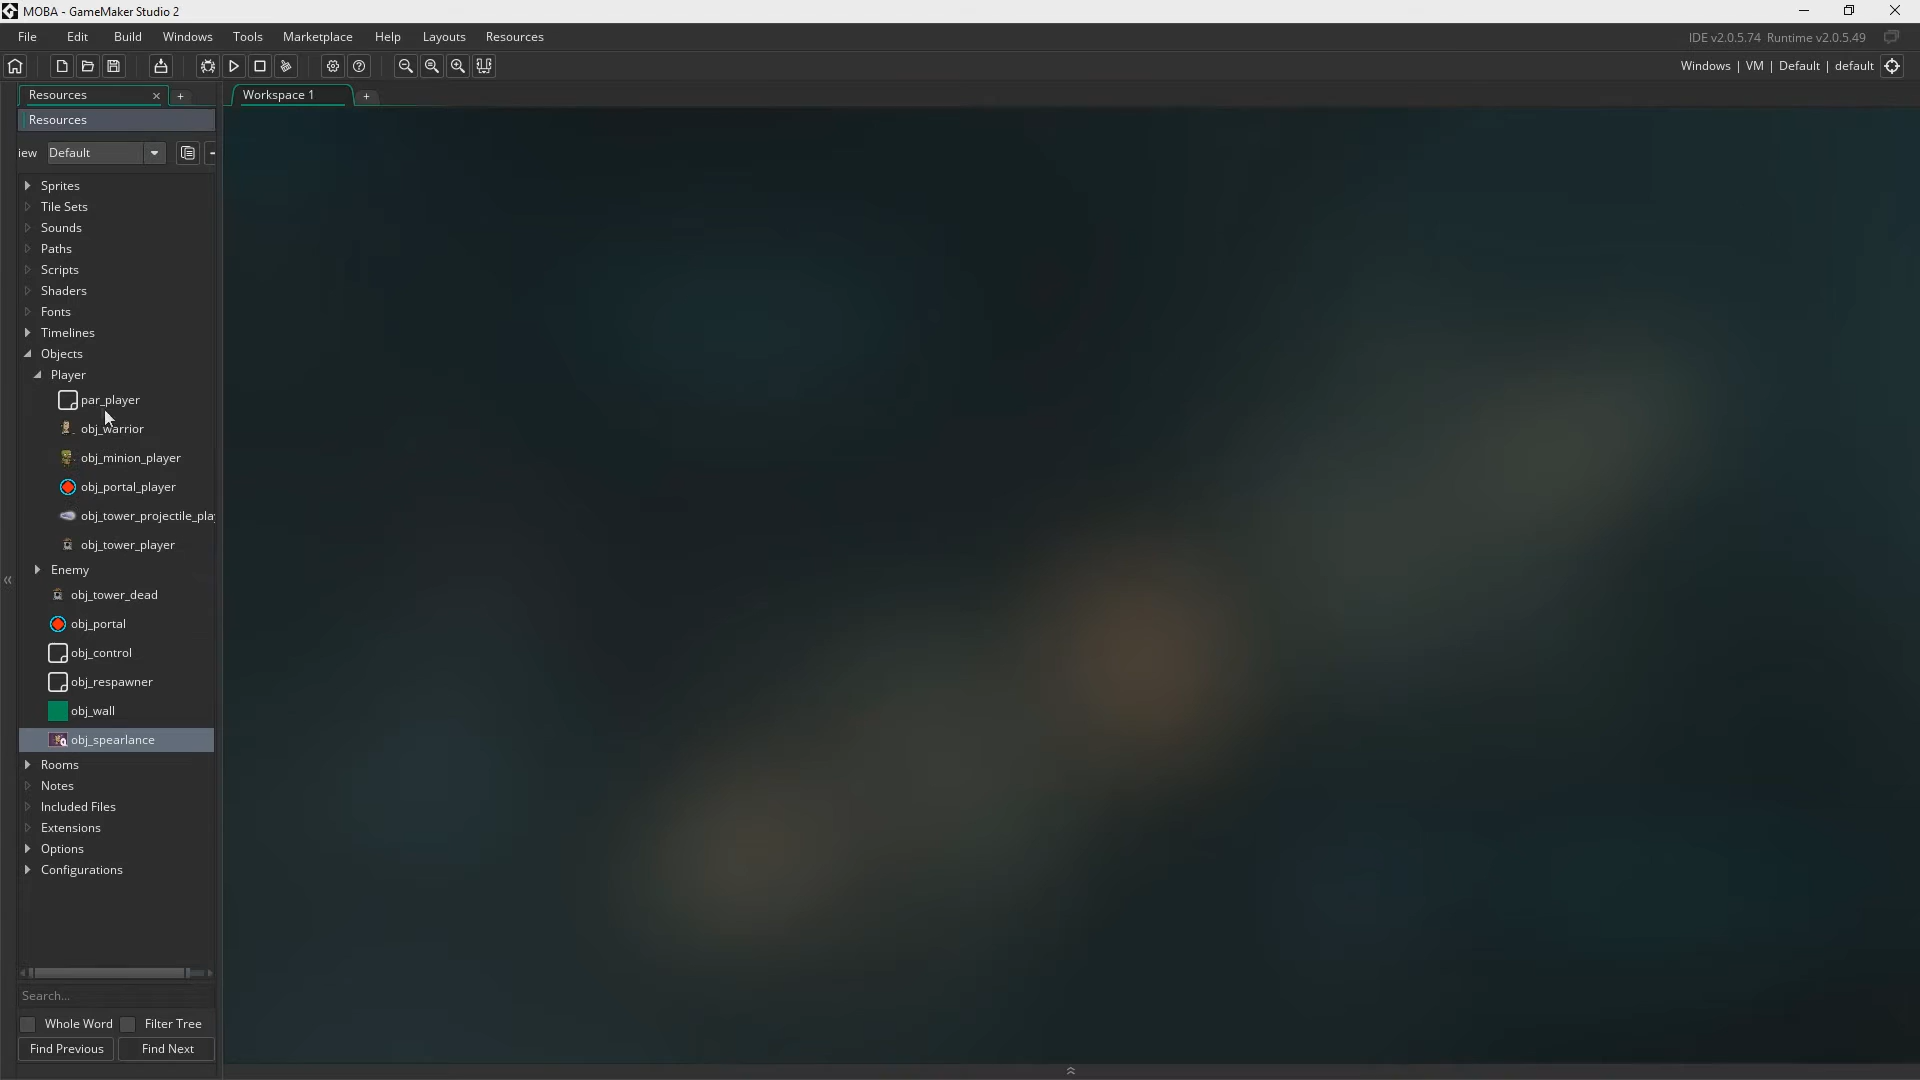 MOBA - GameMaker Studio 2
File Edit Build Windows Tools Marketplace Help Layouts Resources
IDE v2.0.5.74 Runtime v2.0.5.49
Windows | VM | Default | default
Resources
Workspace 1
Resources
iew Default
Sprites
Tile Sets
Sounds
Paths
Scripts
Shaders
Fonts
Timelines
Objects
Player
par_player
obj_warrior
obj_minion_player
obj_portal_player
obj_tower_projectile_pla
obj_tower_player
Enemy
obj_tower_dead
obj_portal
obj_control
obj_respawner
obj_wall
obj_spearlance
Rooms
Notes
Included Files
Extensions
Options
Configurations
Search...
Whole Word Filter Tree
Find Previous Find Next